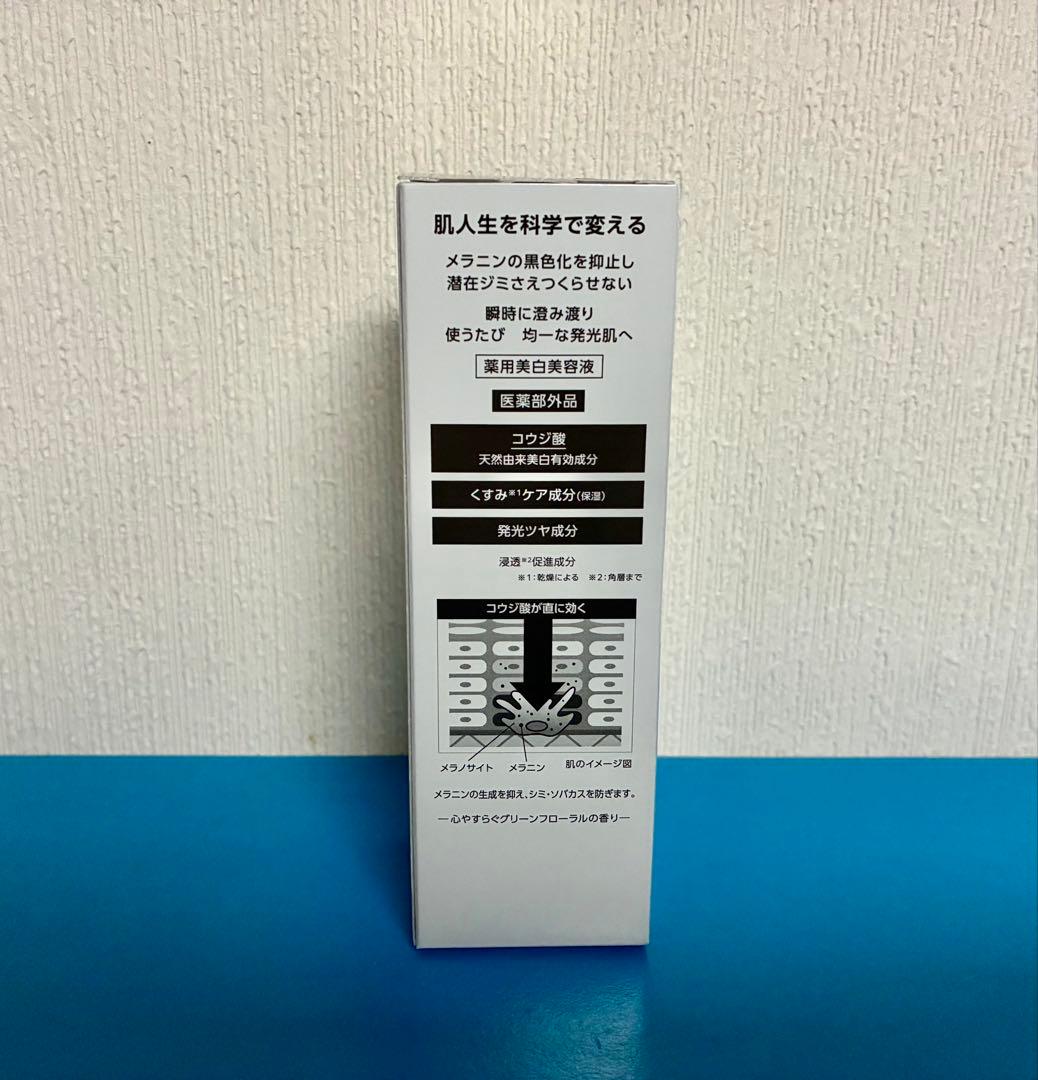 肌人生を科学で変える
メラニンの黒色化を抑止し
潜在ジミさえつくらせない
瞬時に澄み渡り
使うたび　均一な発光肌へ
薬用美白美容液
医薬部外品
コウジ酸
天然由来美白有効成分
くすみ※1ケア成分(保湿)
発光ツヤ成分
浸透※2促進成分
※1:乾燥による　※2:角層まで
コウジ酸が直に効く
メラノサイト　メラニン　肌のイメージ図
メラニンの生成を抑え、シミ・ソバカスを防ぎます。
―心やすらぐグリーンフローラルの香り―